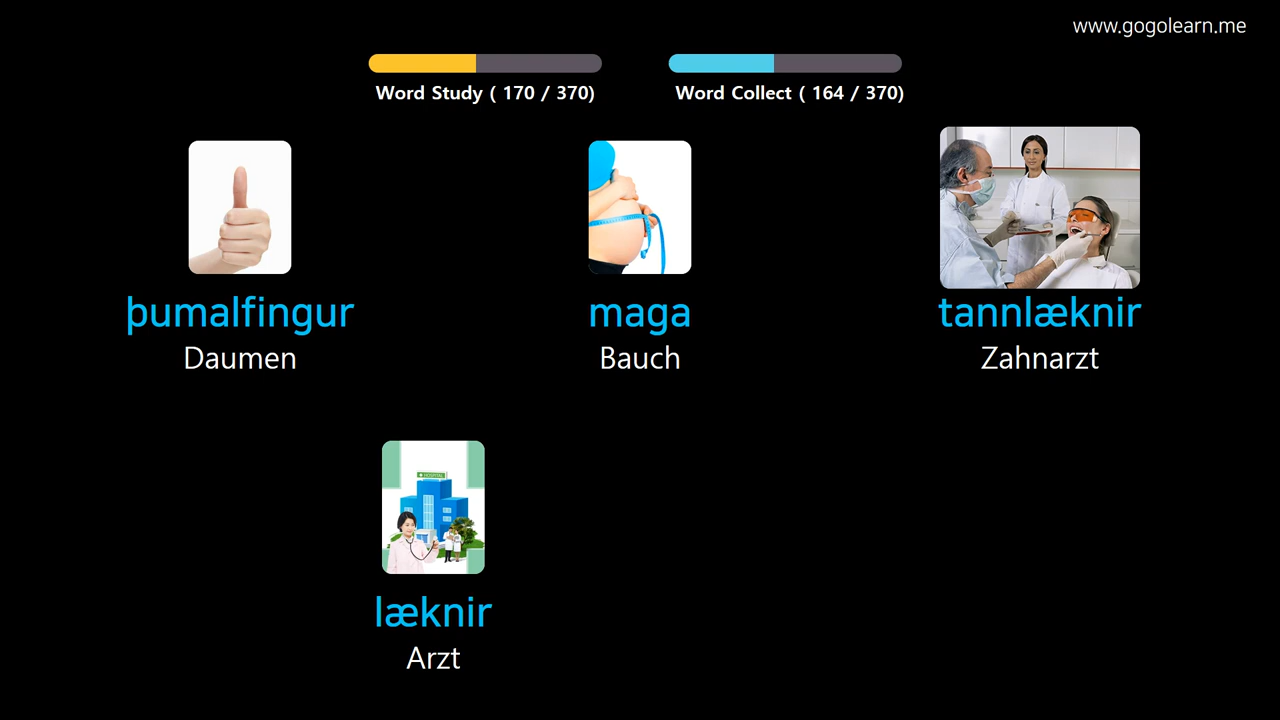 www.gogolearn.me
Word Study ( 170 / 370)
Word Collect ( 164 / 370)
þumalfingur
Daumen
maga
Bauch
tannlæknir
Zahnarzt
HOSPITAL
læknir
Arzt